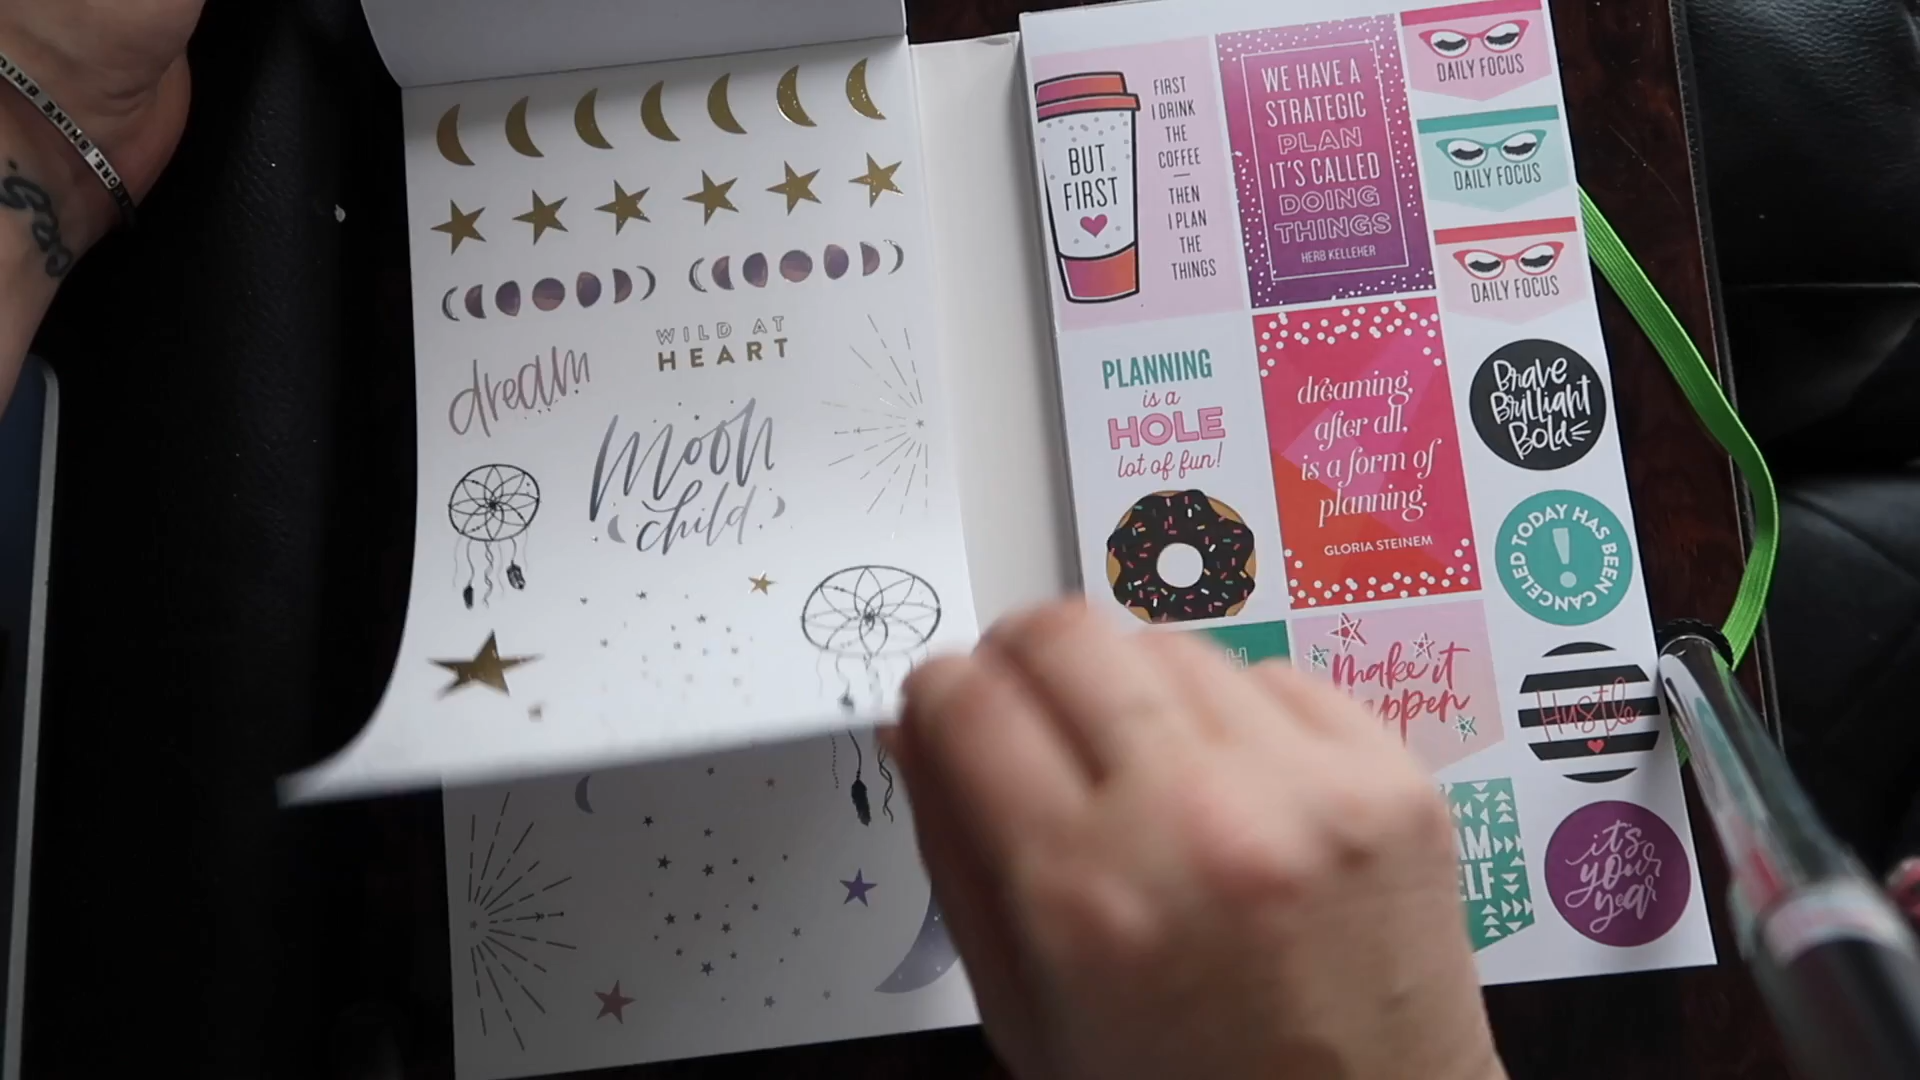 WILD AT
HEART
dream
moon
child
FIRST
I DRINK
THE
COFFEE
—
THEN
I PLAN
THE
THINGS
BUT
FIRST
WE HAVE A
STRATEGIC
PLAN
IT'S CALLED
DOING
THINGS
HERB KELLEHER
DAILY FOCUS
DAILY FOCUS
DAILY FOCUS
PLANNING
is a
HOLE
lot of fun!
dreaming,
after all,
is a form of
planning.
GLORIA STEINEM
Brave
Brilliant
Bold
TODAY HAS BEEN CANCELED
!
make it
Hustle
it's
your
year